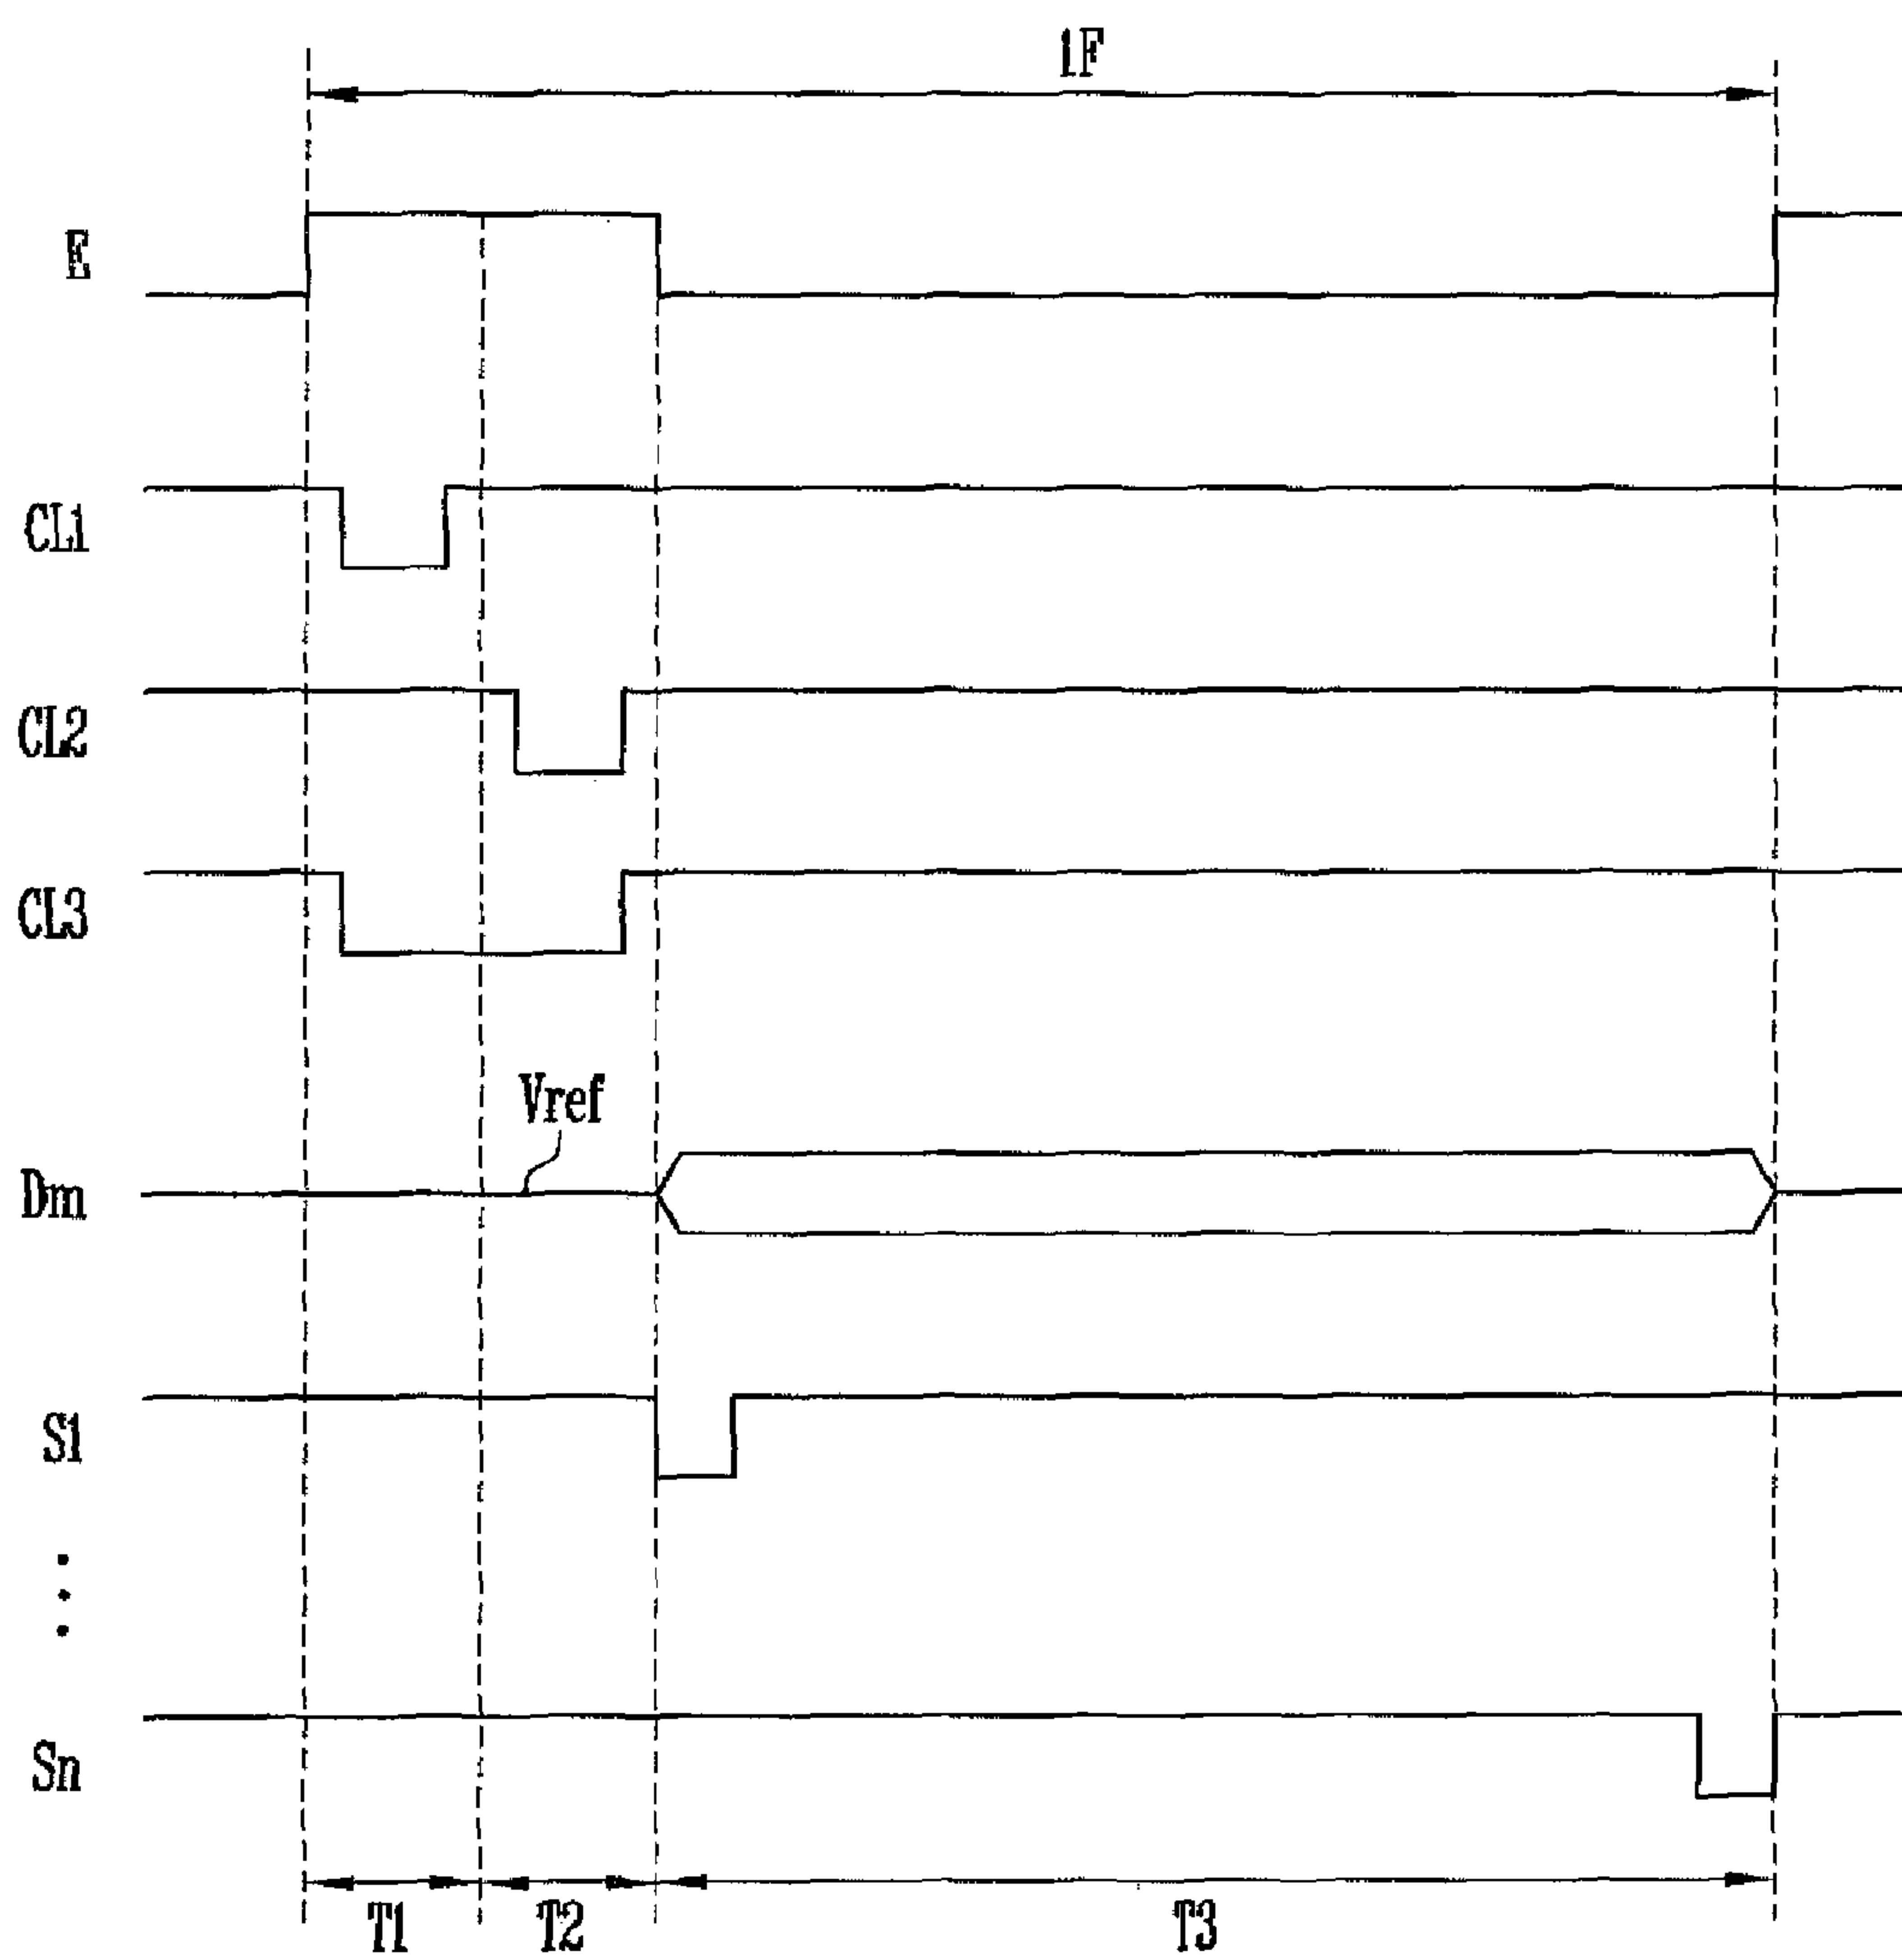 1F
E
CL1
CL2
CL3
Vref
Dm
S1
Sn
T1 T2 T3